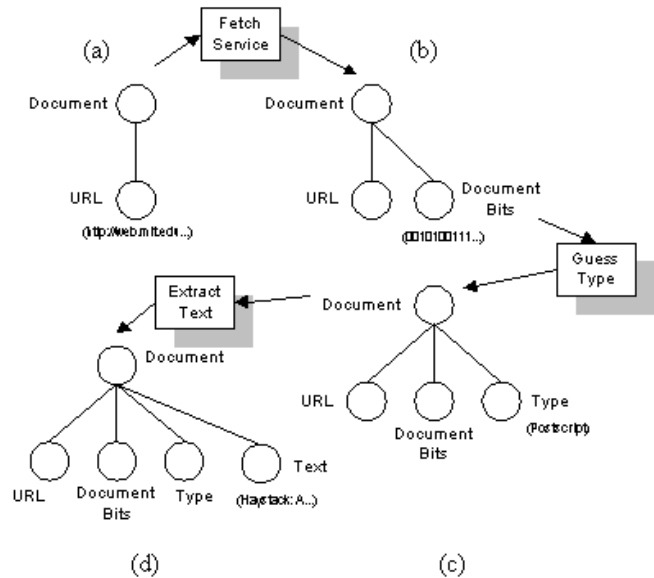 Fetch
Service
(a)
(b)
Document
Document
URL
URL
Document
Bits
Guess
Type
Extract
Text
Document
Document
URL
Type
(Postscript)
Document
Bits
URL
Document
Bits
Type
Text
(Haystack: A...)
(d)
(c)